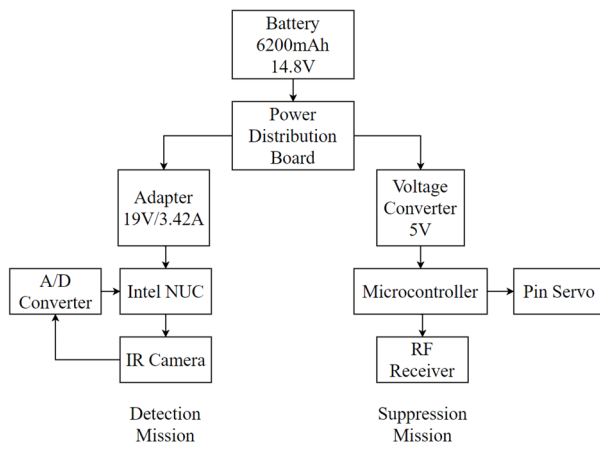 Battery
6200mAh
14.8V
Power
Distribution
Board
Adapter
19V/3.42A
Voltage
Converter
5V
A/D
Converter
Intel NUC
Microcontroller
Pin Servo
IR Camera
RF
Receiver
Detection
Mission
Suppression
Mission